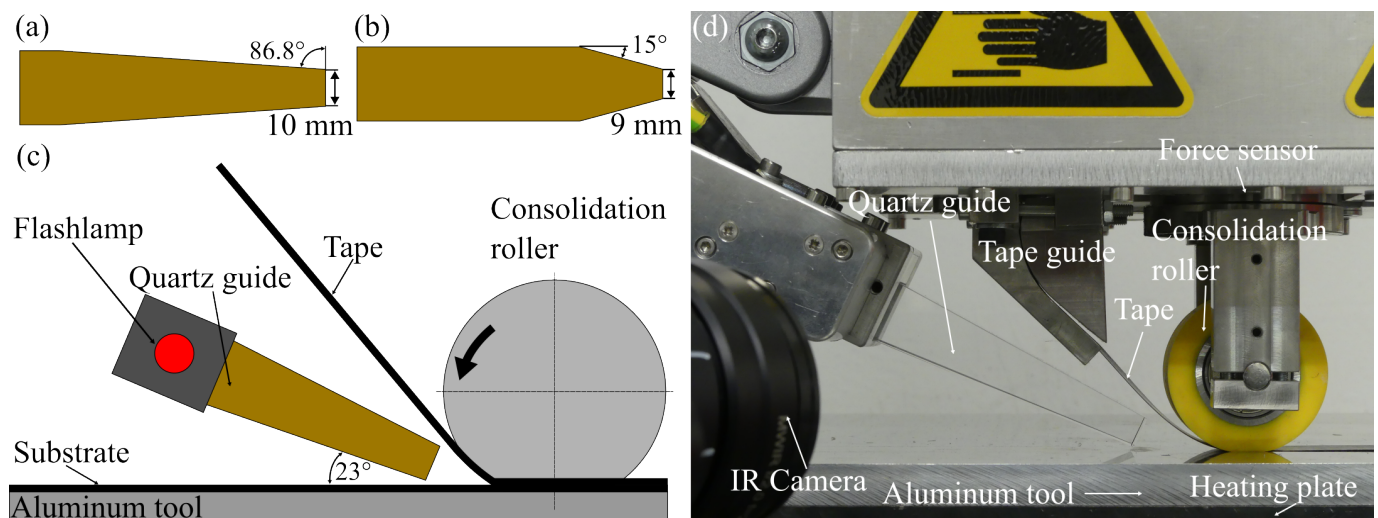 (a)
86.8°
10 mm
(b)
15°
9 mm
(c)
Flashlamp
Quartz guide
Tape
Consolidation
roller
Substrate
23°
Aluminum tool
(d)
Force sensor
Quartz guide
Tape guide
Consolidation
roller
Tape
IR Camera
Aluminum tool
Heating plate